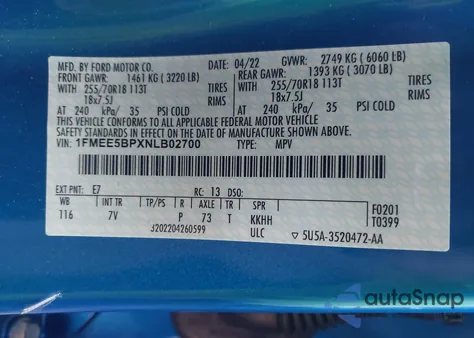 MFD. BY FORD MOTOR CO.
DATE: 04/22 GVWR: 2749 KG (6060 LB)
FRONT GAWR: 1461 KG (3220 LB) REAR GAWR: 1393 KG (3070 LB)
WITH 255/70R18 113T TIRES WITH 255/70R18 113T TIRES
18x7.5J RIMS 18x7.5J RIMS
AT 240 kPa/ 35 PSI COLD AT 240 kPa/ 35 PSI COLD
THIS VEHICLE CONFORMS TO ALL APPLICABLE FEDERAL MOTOR VEHICLE
SAFETY STANDARDS IN EFFECT ON THE DATE OF MANUFACTURE SHOWN ABOVE.
VIN: 1FMEE5BPXNLB02700 TYPE: MPV
EXT PNT: E7 RC: 13 DSO:
WB INT TR TP/PS R AXLE TR SPR F0201
116 7V P 73 T KKHH T0399
J202204260599 ULC ▽ 5U5A-3520472-AA
autoSnap